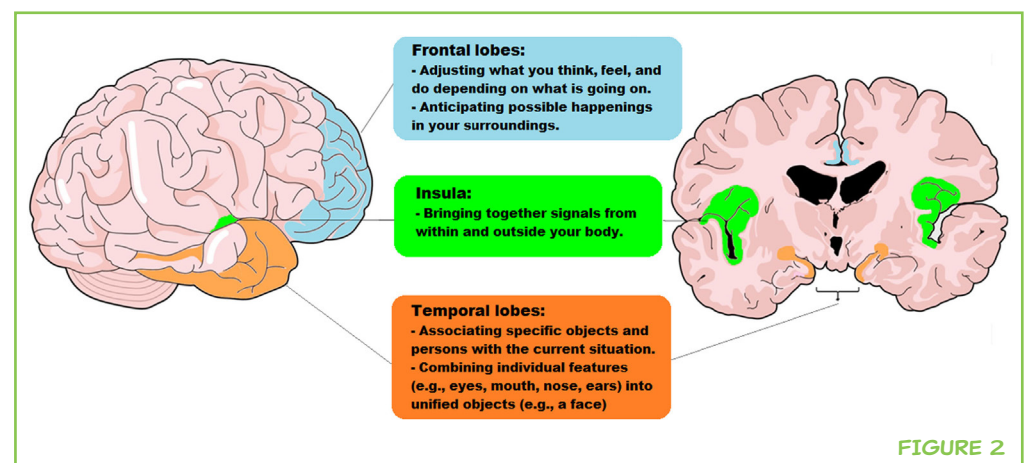 Frontal lobes:
- Adjusting what you think, feel, and
do depending on what is going on.
- Anticipating possible happenings
in your surroundings.
Insula:
- Bringing together signals from
within and outside your body.
Temporal lobes:
- Associating specific objects and
persons with the current situation.
- Combining individual features
(e.g., eyes, mouth, nose, ears) into
unified objects (e.g., a face)
FIGURE 2